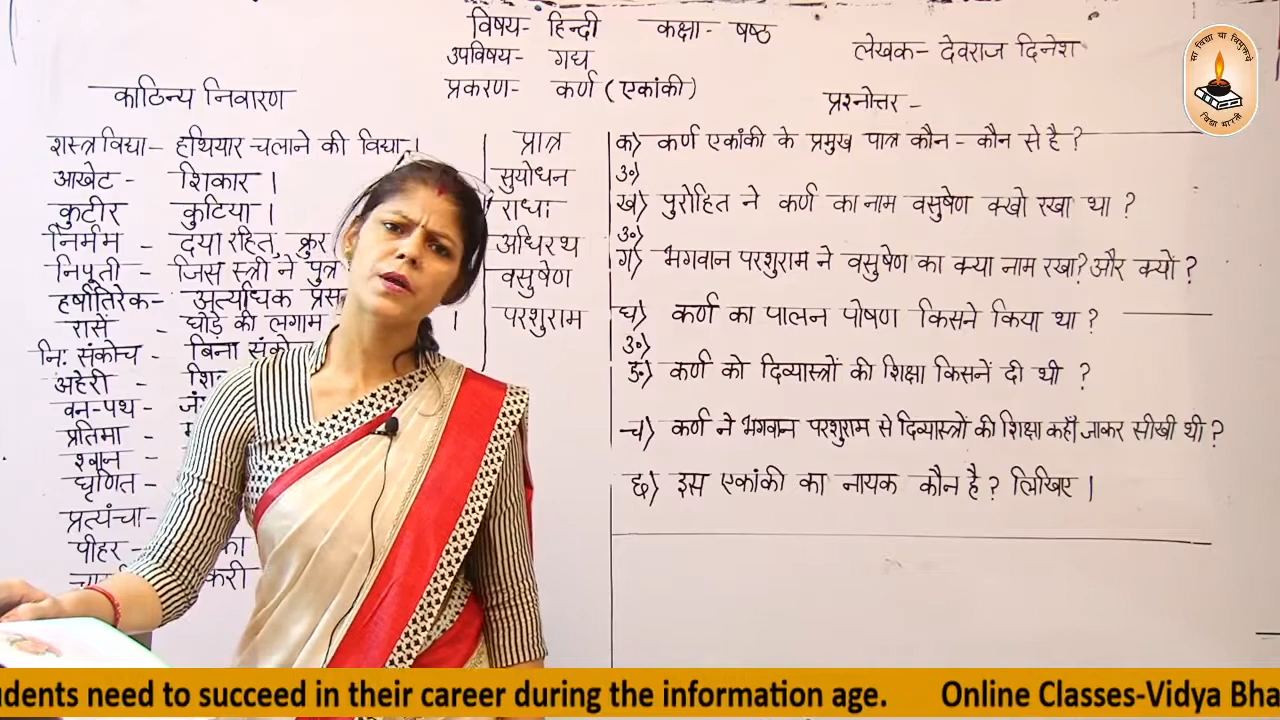 विषय- हिन्दी कक्षा- षष्ठ
उपविषय- गद्य
लेखक- देवराज दिनेश
प्रकरण- कर्ण (एकांकी)
काठिन्य निवारण
शस्त्र विद्या- हथियार चलाने की विद्या।
आखेट - शिकार।
कुटीर कुटिया।
निर्मम - दया रहित, क्रुर
निपूती - जिस स्त्री ने पुत्र
हर्षातिरेक- अत्यधिक
रासें - घोड़े की लगाम
नि: संकोच - बिना
अहेरी -
वन-पथ -
प्रतिमा -
श्वान -
घृणित -
प्रत्यंचा-
पीहर - का
करी
पात्र
सुयोधन
राधा
अधिरथ
वसुषेण
परशुराम
प्रश्नोत्तर -
क) कर्ण एकांकी के प्रमुख पात्र कौन - कौन से है ?
उ०)
ख) पुरोहित ने कर्ण का नाम वसुषेण क्यो रखा था ?
उ०)
ग) भगवान परशुराम ने वसुषेण का क्या नाम रखा? और क्यों ?
घ) कर्ण का पालन पोषण किसने किया था ?
उ०)
ङ) कर्ण को दिव्यास्त्रों की शिक्षा किसनें दी थी ?
च) कर्ण ने भगवान परशुराम से दिव्यास्त्रों की शिक्षा कहाँ जाकर सीखी थी ?
छ) इस एकांकी का नायक कौन है ? लिखिए।
सा विद्या या विमुक्तये
विद्या भारती
udents need to succeed in their career during the information age. Online Classes-Vidya Bha